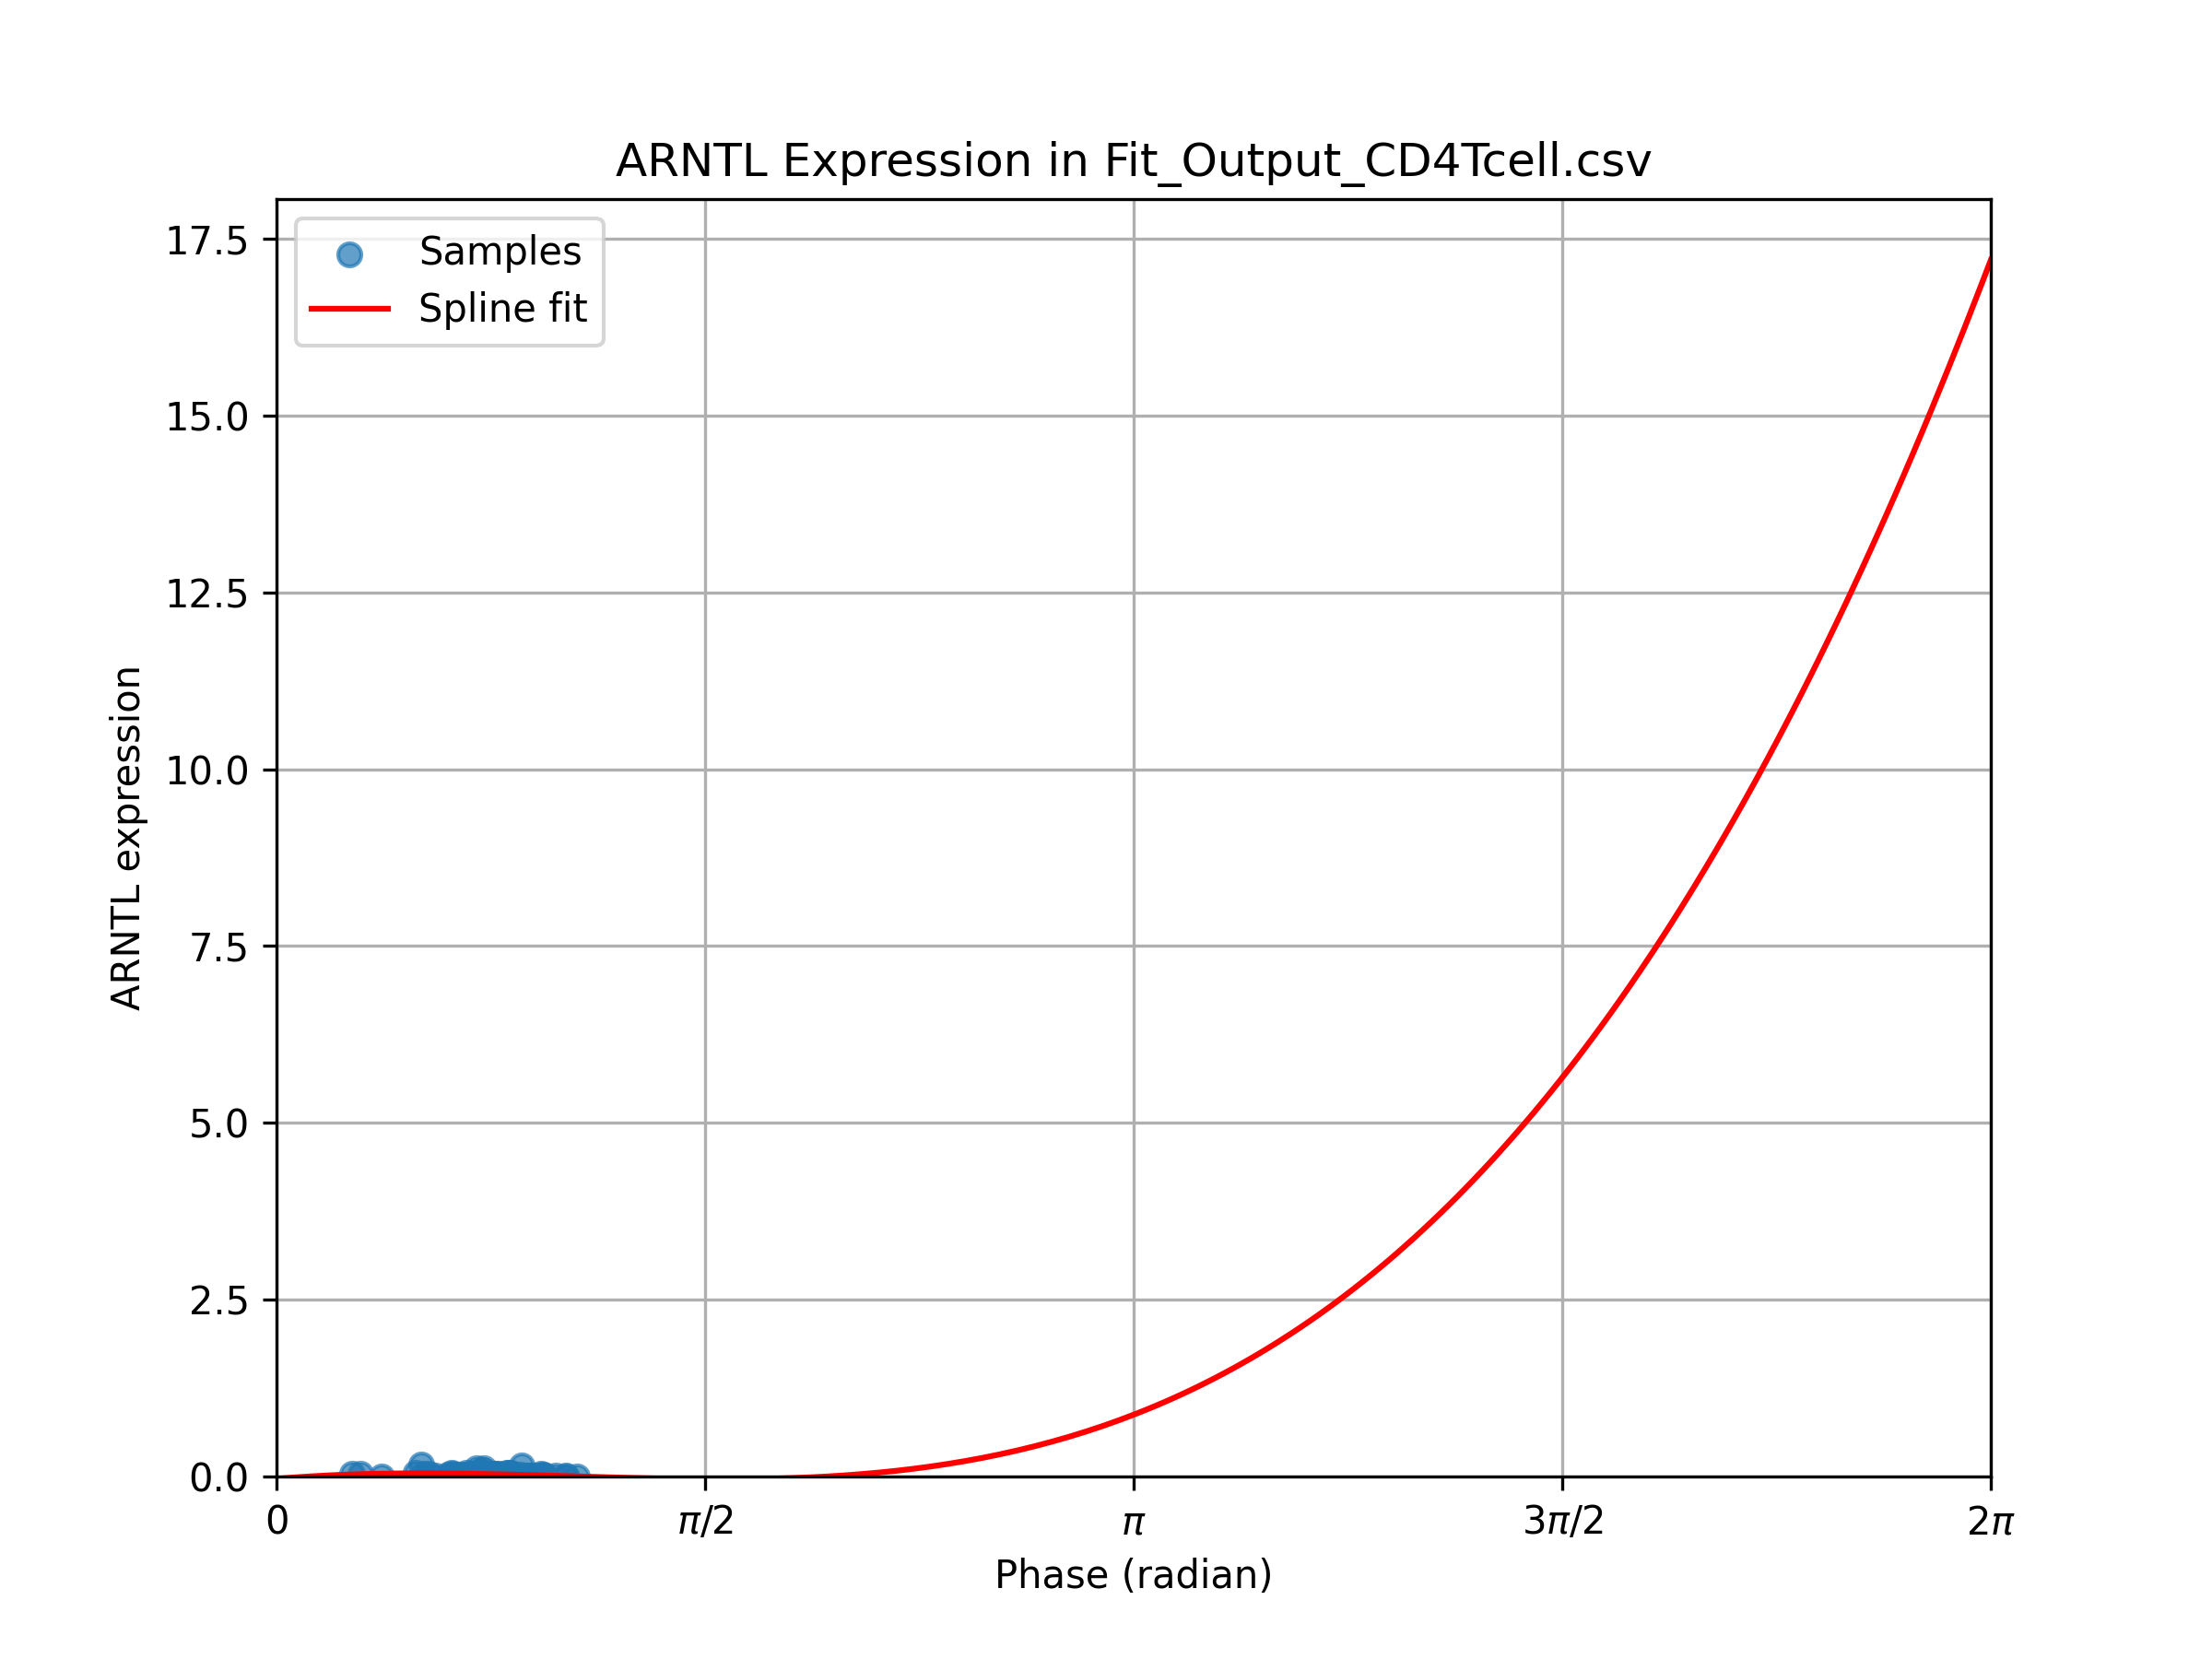 ARNTL Expression in Fit_Output_CD4Tcell.csv
Samples
Spline fit
17.5
15.0
12.5
10.0
7.5
5.0
2.5
0.0
ARNTL expression
0 π/2 π 3π/2 2π
Phase (radian)